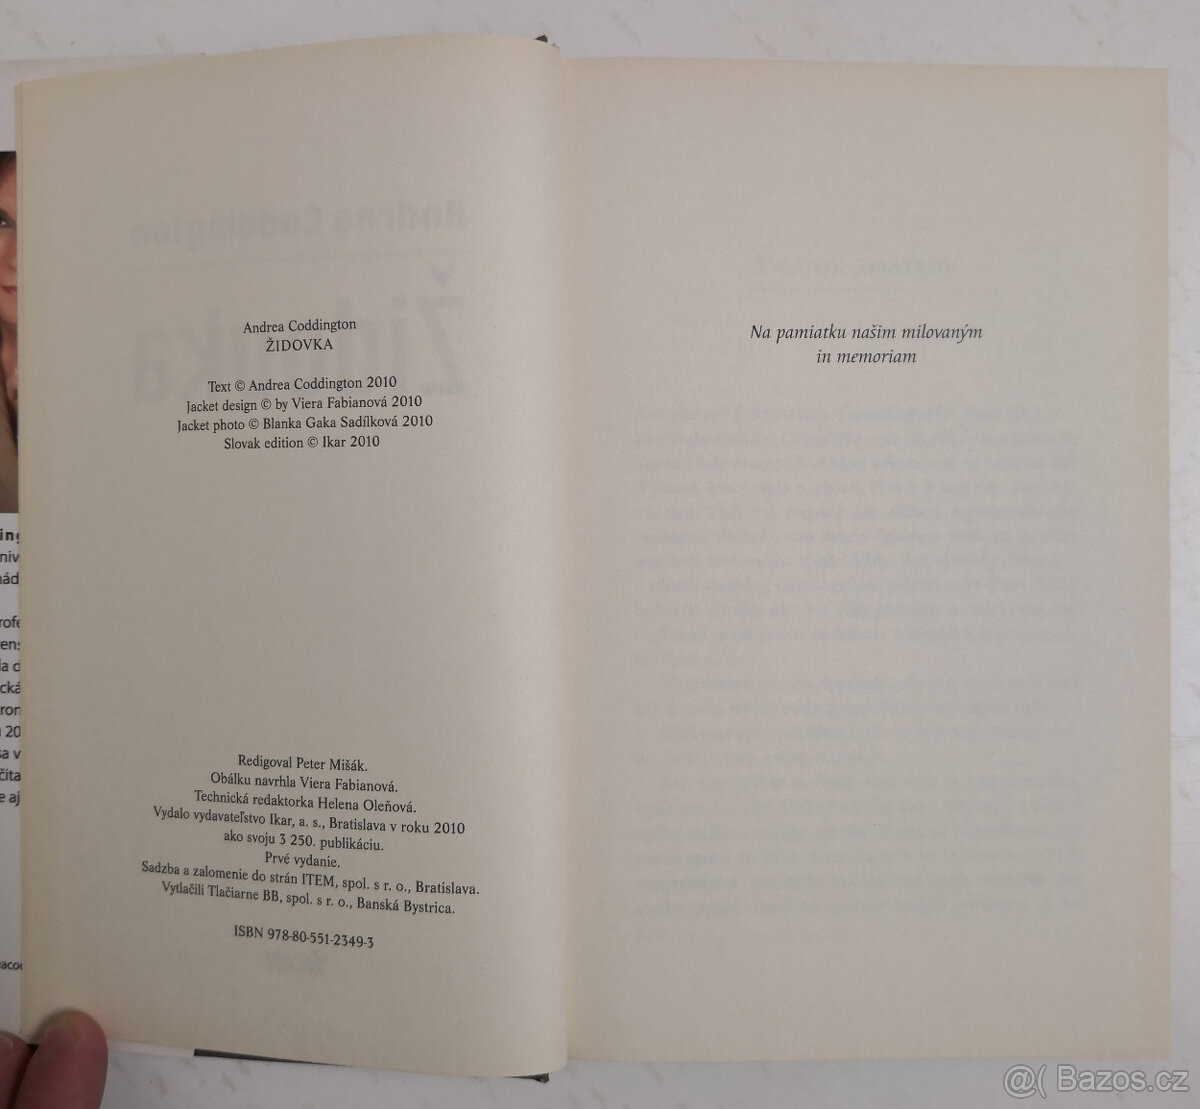 Andrea Coddington
ŽIDOVKA
Text © Andrea Coddington 2010
Jacket design © by Viera Fabianová 2010
Jacket photo © Blanka Gaka Sadílková 2010
Slovak edition © Ikar 2010
Redigoval Peter Mišák.
Obálku navrhla Viera Fabianová.
Technická redaktorka Helena Oleňová.
Vydalo vydavateľstvo Ikar, a. s., Bratislava v roku 2010
ako svoju 3 250. publikáciu.
Prvé vydanie.
Sadzba a zalomenie do strán ITEM, spol. s r. o., Bratislava.
Vytlačili Tlačiarne BB, spol. s r. o., Banská Bystrica.
ISBN 978-80-551-2349-3
Na pamiatku našim milovaným
in memoriam
@( Bazos.cz